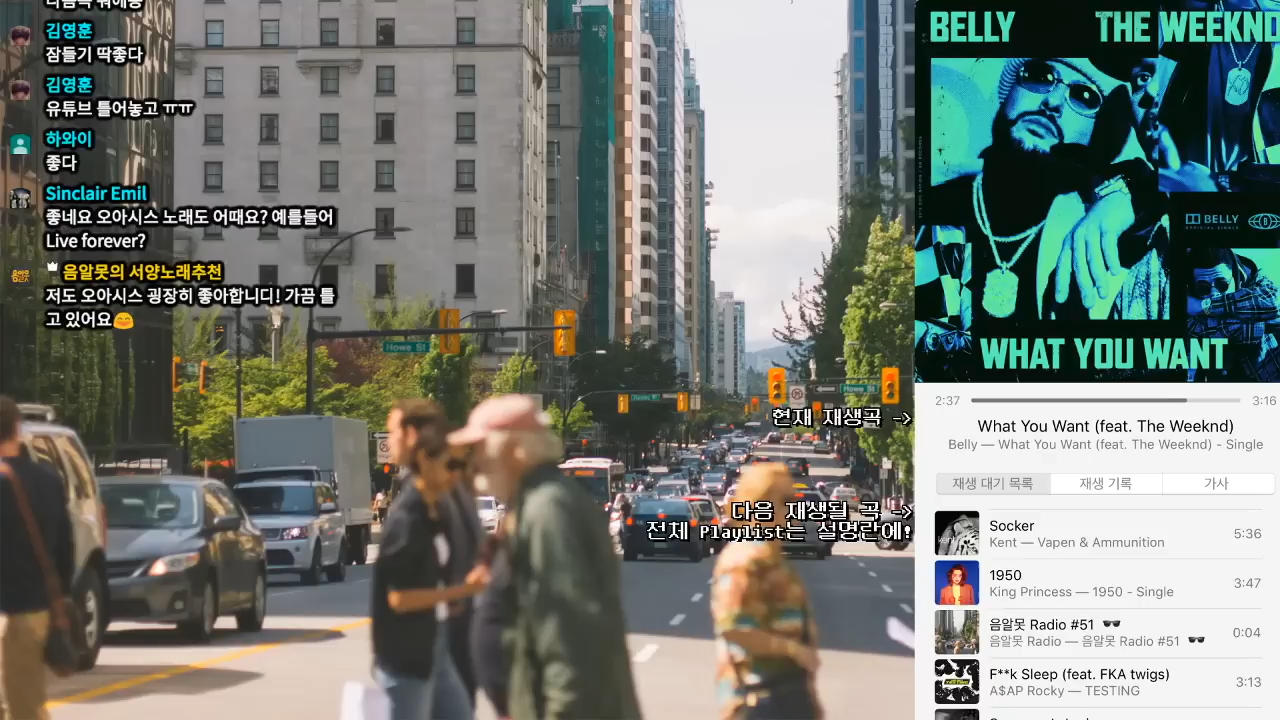 김영훈
잠들기 딱좋다
김영훈
유튜브 틀어놓고 ㅠㅠ
하와이
좋다
Sinclair Emil
좋네요 오아시스 노래도 어때요? 예를들어
Live forever?
음알못의 서양노래추천
저도 오아시스 굉장히 좋아합니디! 가끔 틀
고 있어요😊
Howe St
Howe St
현재 재생곡 ->
다음 재생될 곡 ->
전체 Playlist는 설명란에!
BELLY THE WEEKND
BELLY
OFFICIAL SINGLE
WHAT YOU WANT
2:37 3:16
What You Want (feat. The Weeknd)
Belly — What You Want (feat. The Weeknd) - Single
재생 대기 목록 재생 기록 가사
Socker
Kent — Vapen & Ammunition
5:36
1950
King Princess — 1950 - Single
3:47
음알못 Radio #51 🕶️
음알못 Radio — 음알못 Radio #51 🕶️
0:04
F**k Sleep (feat. FKA twigs)
A$AP Rocky — TESTING
3:13